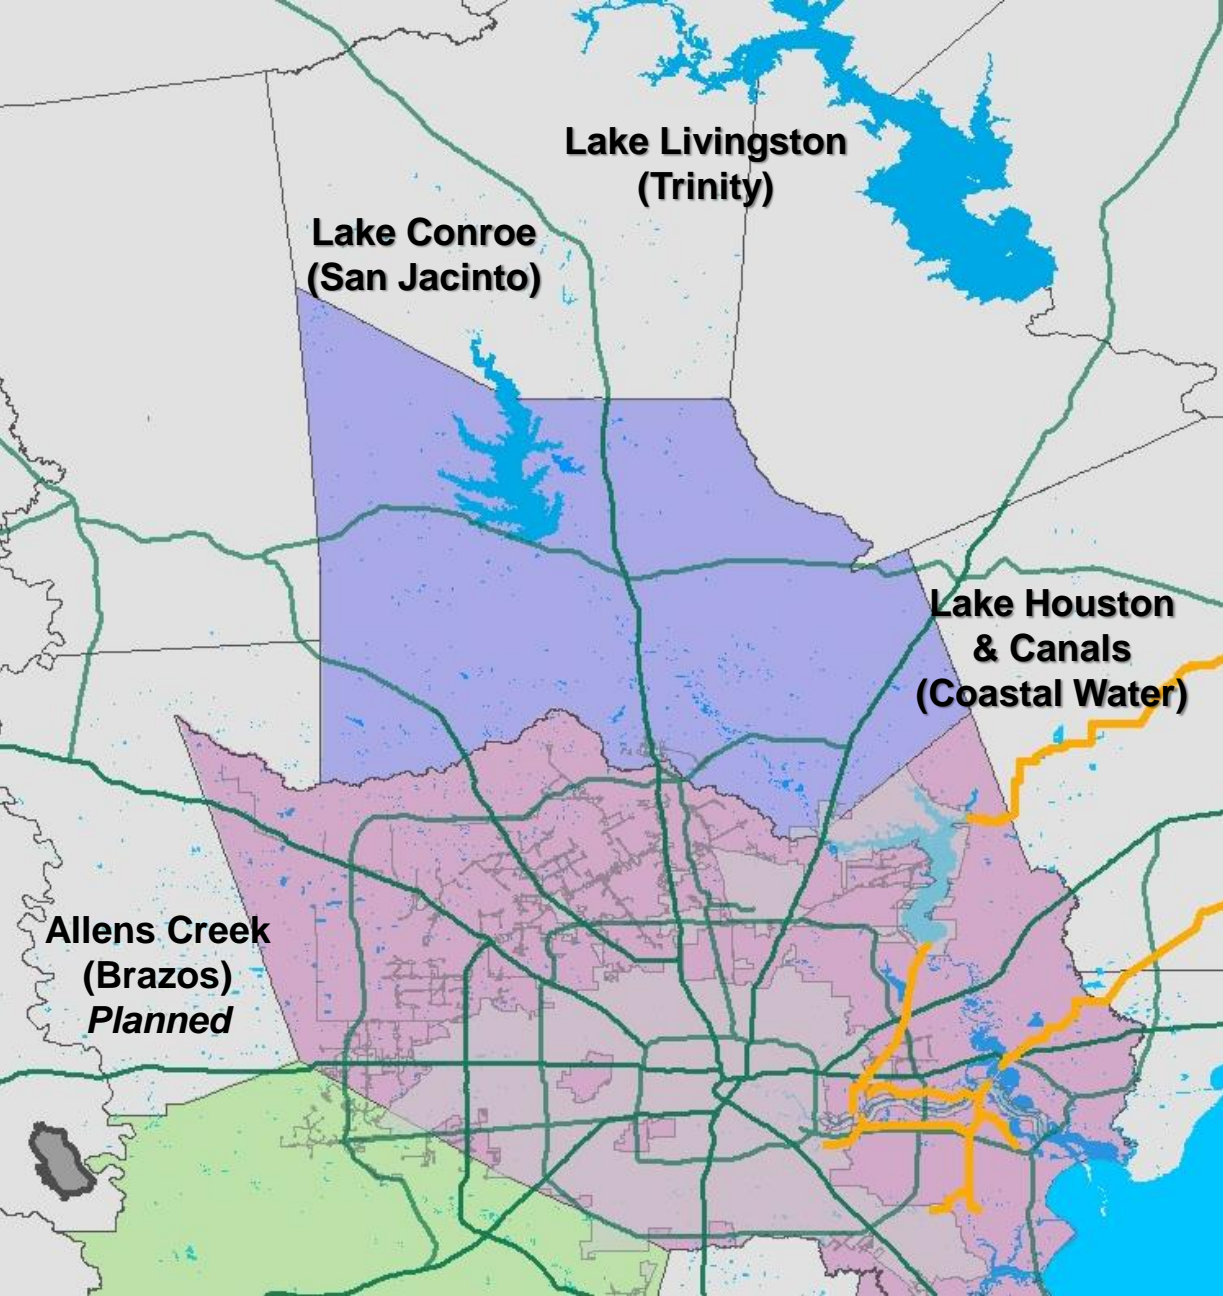 Lake Livingston
(Trinity)
Lake Conroe
(San Jacinto)
Lake Houston
& Canals
(Coastal Water)
Allens Creek
(Brazos)
Planned